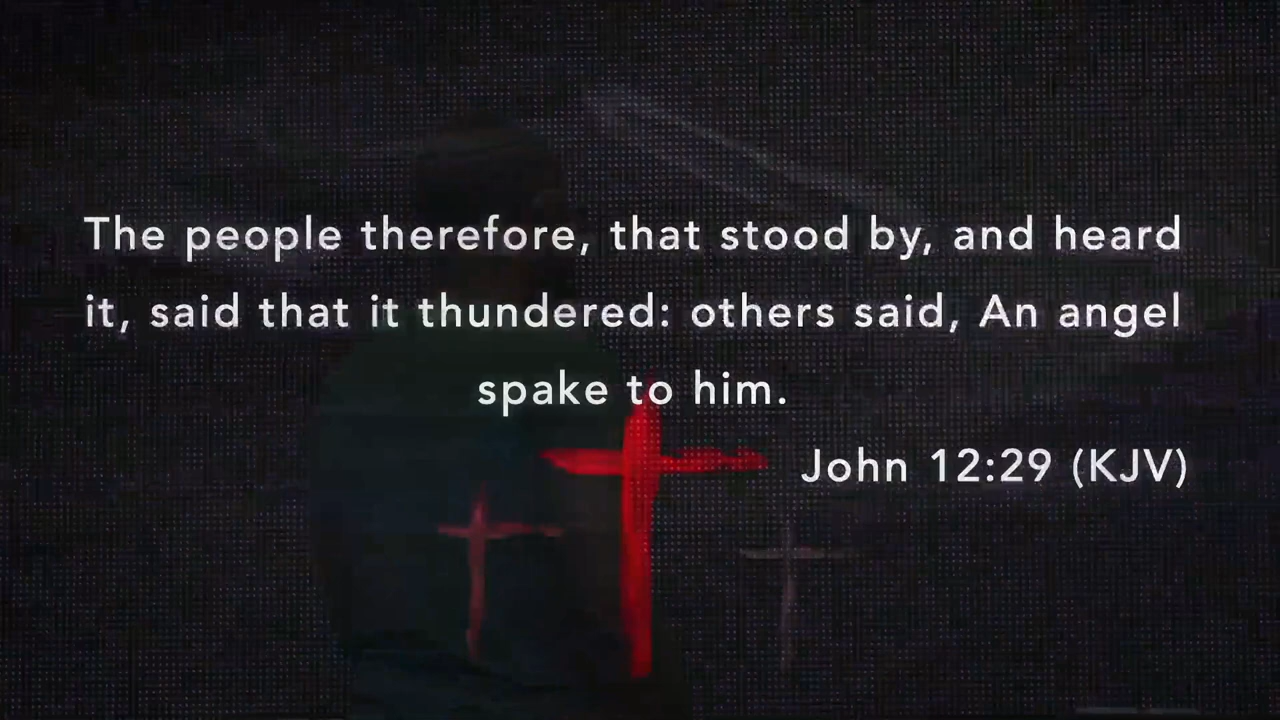 The people therefore, that stood by, and heard
it, said that it thundered: others said, An angel
spake to him.
John 12:29 (KJV)